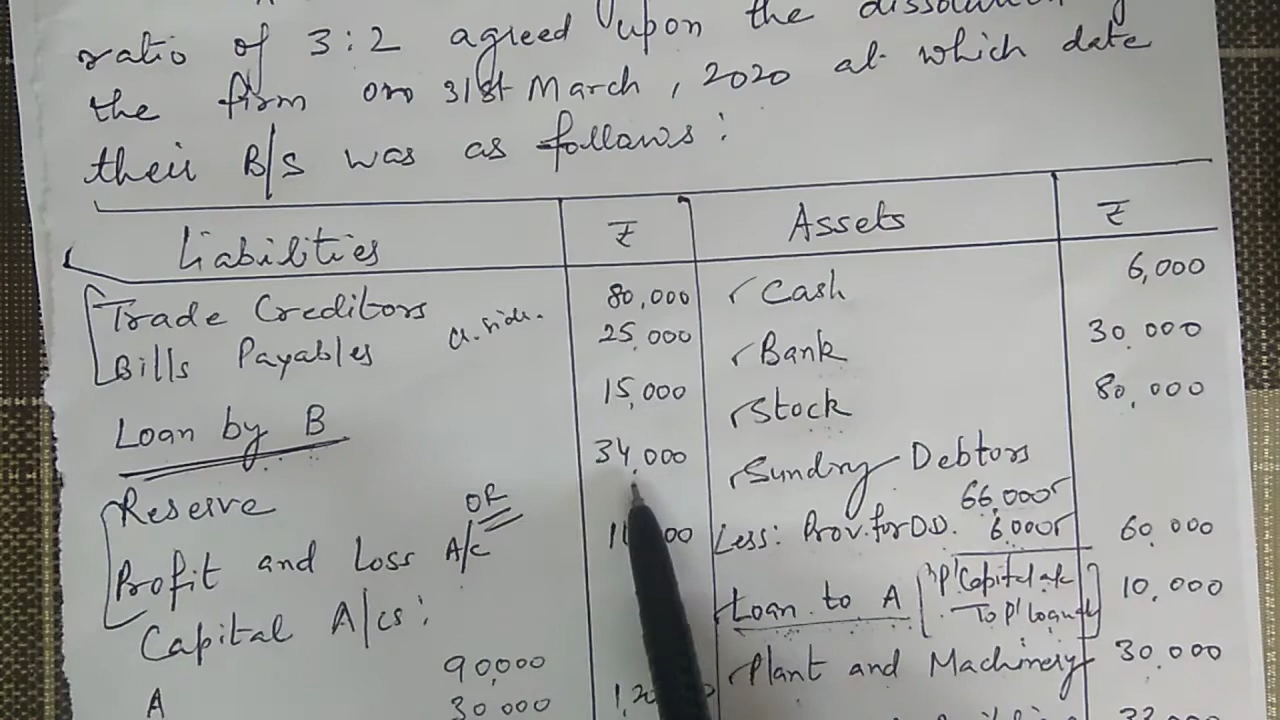 ratio of 3:2 agreed upon the
the firm on 31st March, 2020 at which date
their B/S was as follows:
Liabilities ₹ Assets ₹
Trade Creditors 80,000 Cash 6,000
Bills Payables 25,000 Bank 30,000
Loan by B 15,000 Stock 80,000
Reserve 34,000 Sundry Debtors
66,000
Profit and Loss A/c OR Less: Prov. for D.D. 6,000 60,000
Loan to A 10,000
Capital A/cs: Plant and Machinery 30,000
90,000
A 30,000